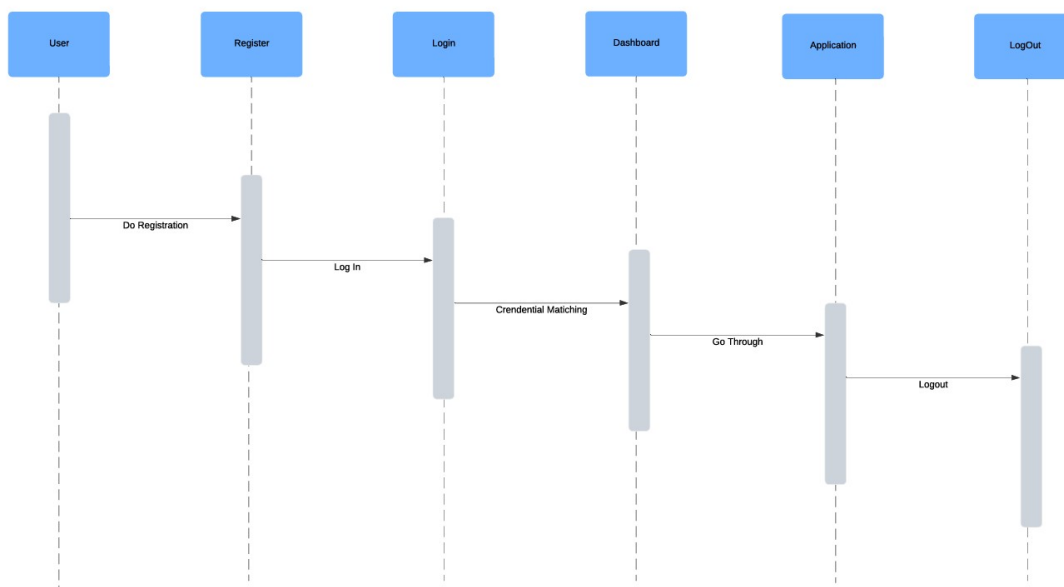 User
Register
Login
Dashboard
Application
LogOut
Do Registration
Log In
Crendential Matiching
Go Through
Logout